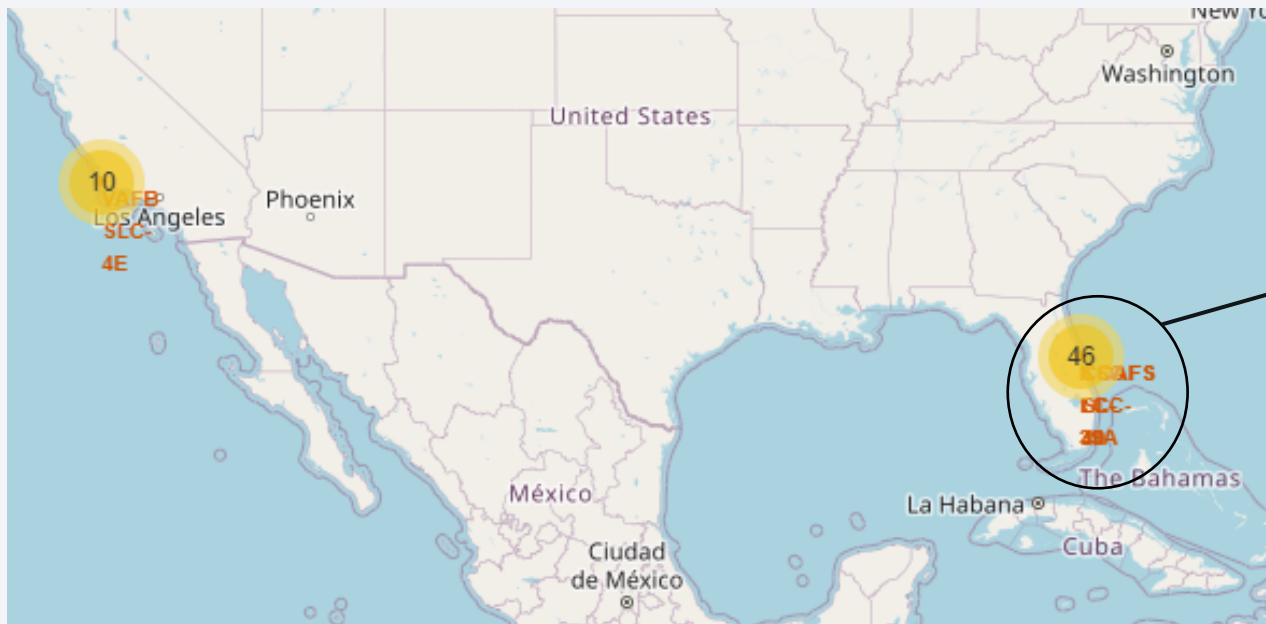 New Yo
Washington
United States
10
VAFB
Phoenix
Los Angeles
SLC-
4E
46
The Bahamas
México
La Habana
Cuba
Ciudad
de México